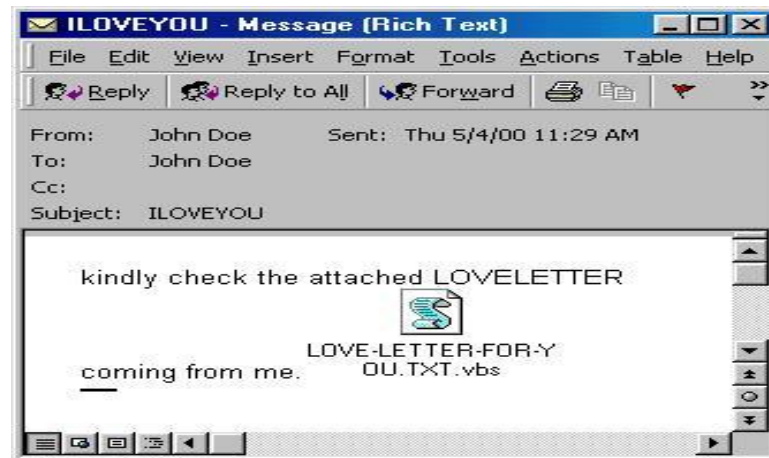 ILOVEYOU - Message (Rich Text)
File Edit View Insert Format Tools Actions Table Help
Reply Reply to All Forward
From: John Doe Sent: Thu 5/4/00 11:29 AM
To: John Doe
Cc:
Subject: ILOVEYOU
kindly check the attached LOVELETTER
LOVE-LETTER-FOR-Y
coming from me. OU.TXT.vbs